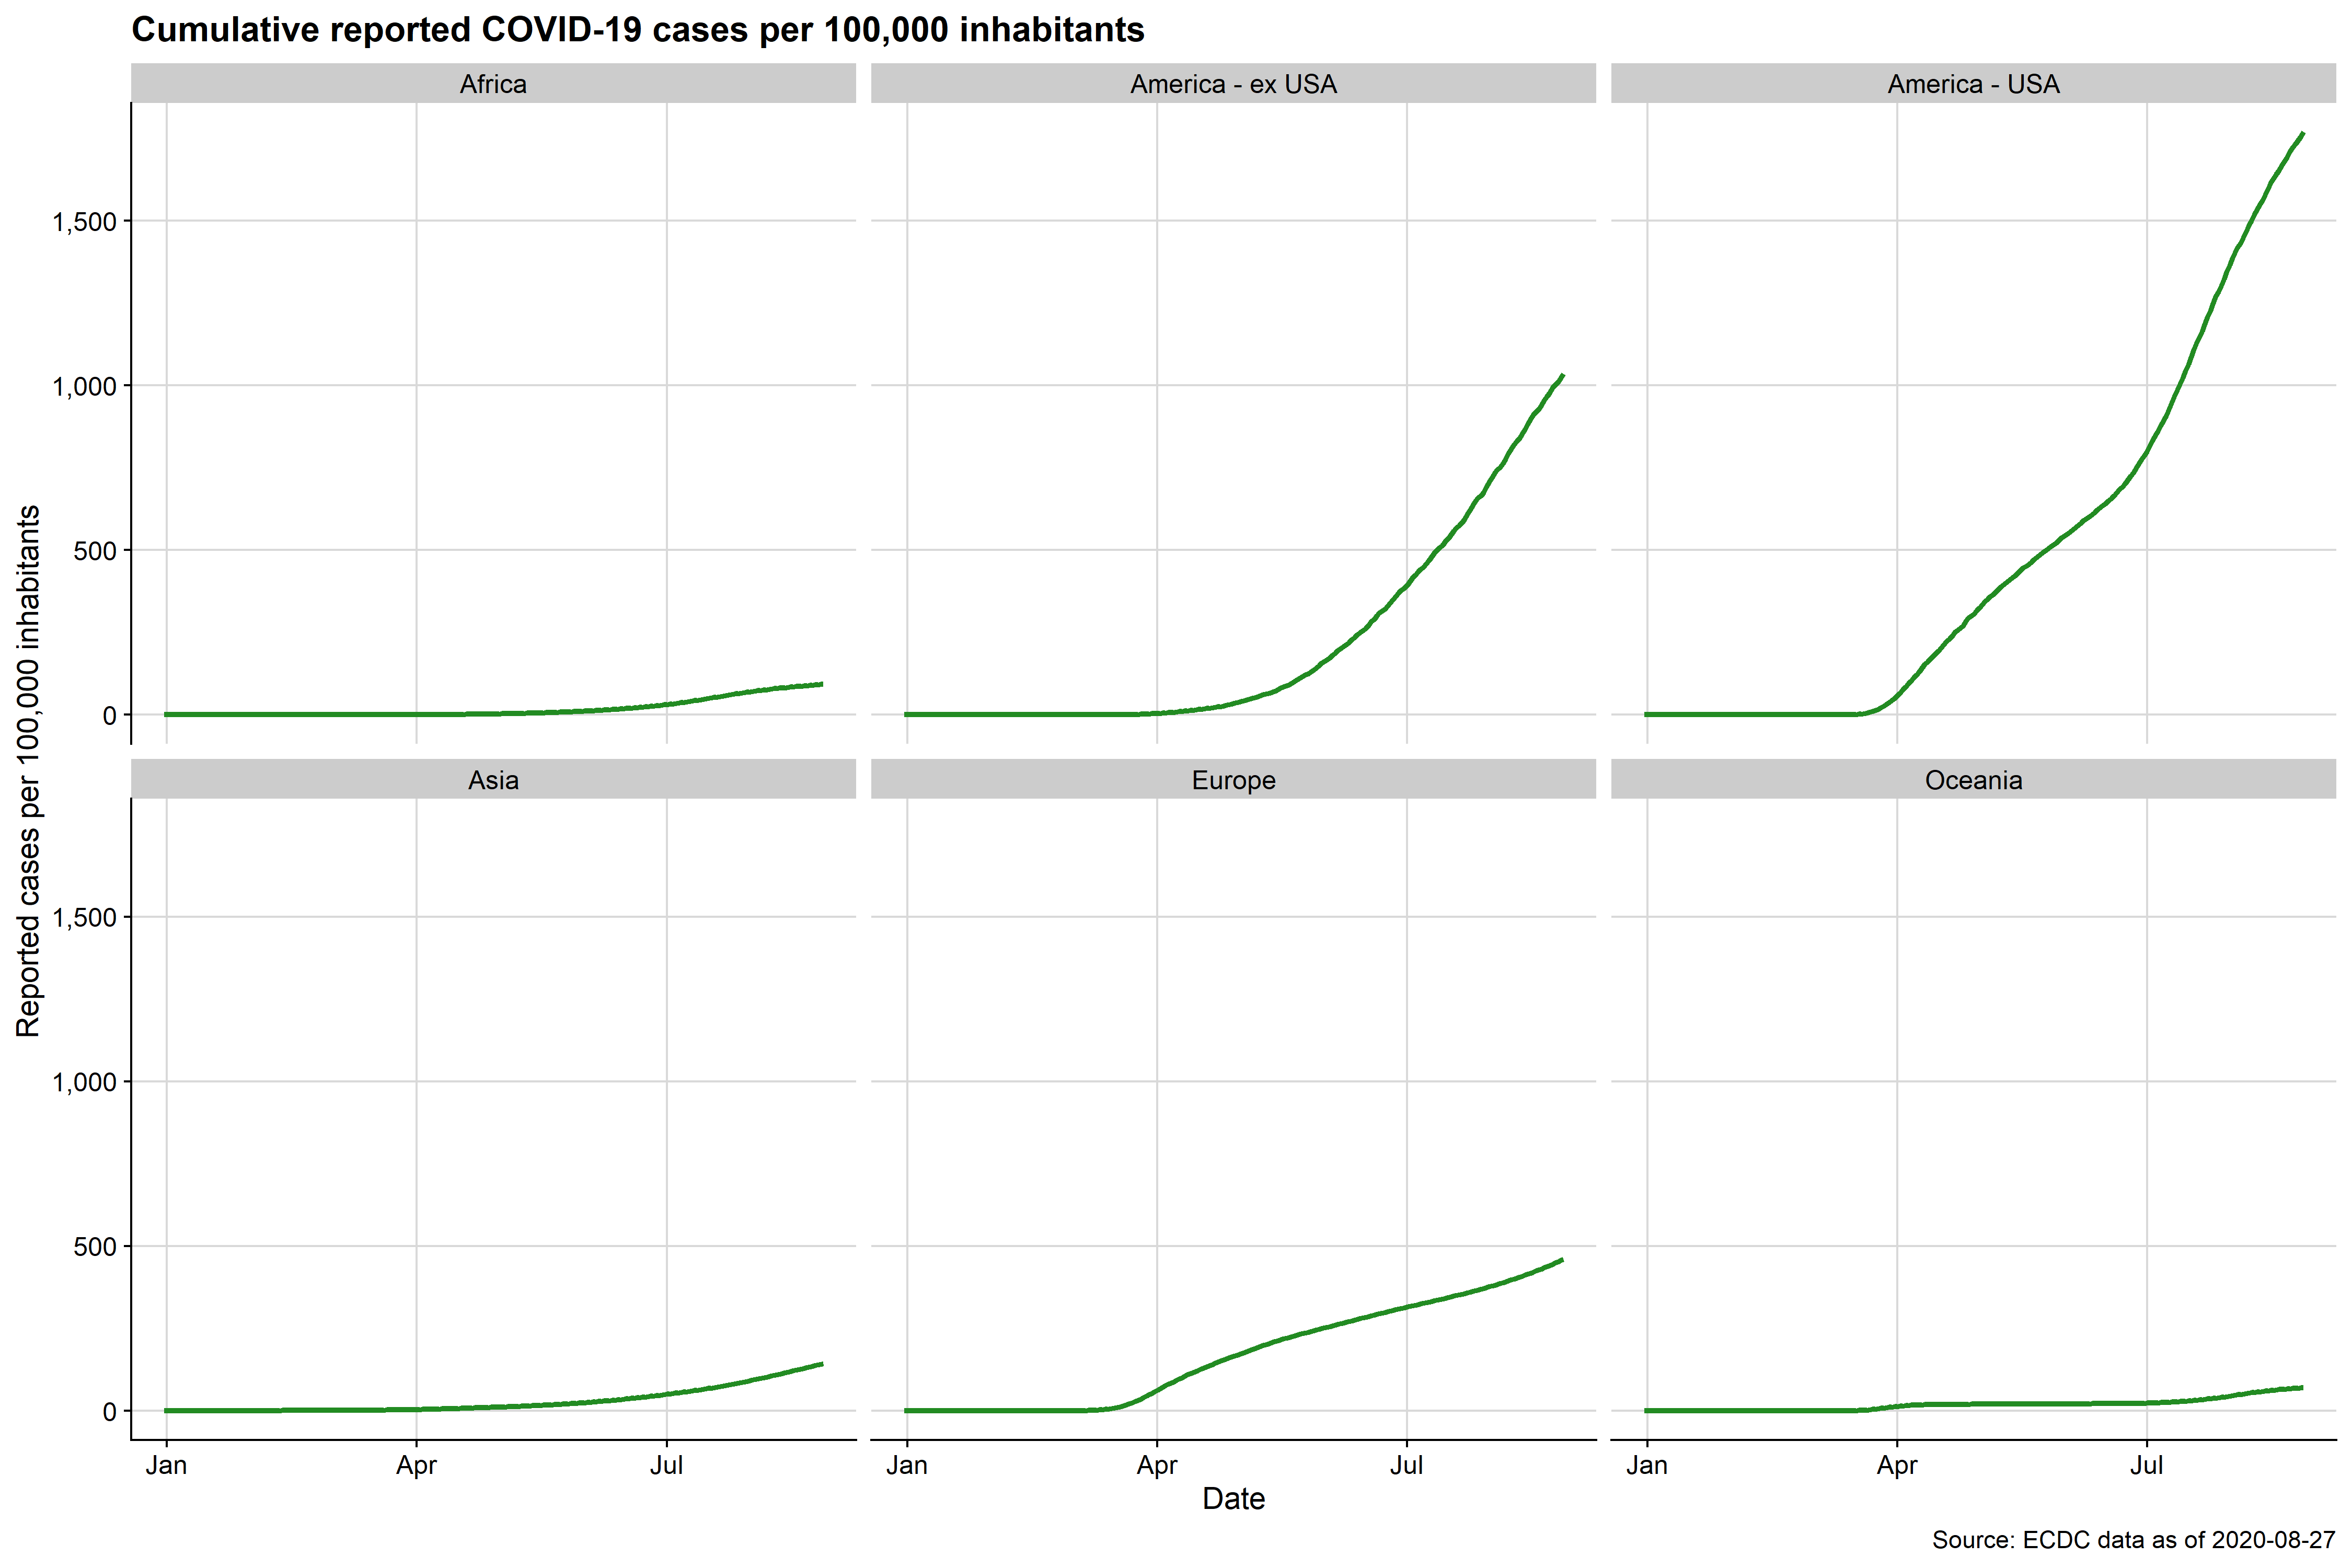 Cumulative reported COVID-19 cases per 100,000 inhabitants
Africa
America - ex USA
America - USA
1,500
1,000
500
0
Reported cases per 100,000 inhabitants
Asia
Europe
Oceania
1,500
1,000
500
0
Jan
Apr
Jul
Jan
Apr
Jul
Jan
Apr
Jul
Date
Source: ECDC data as of 2020-08-27